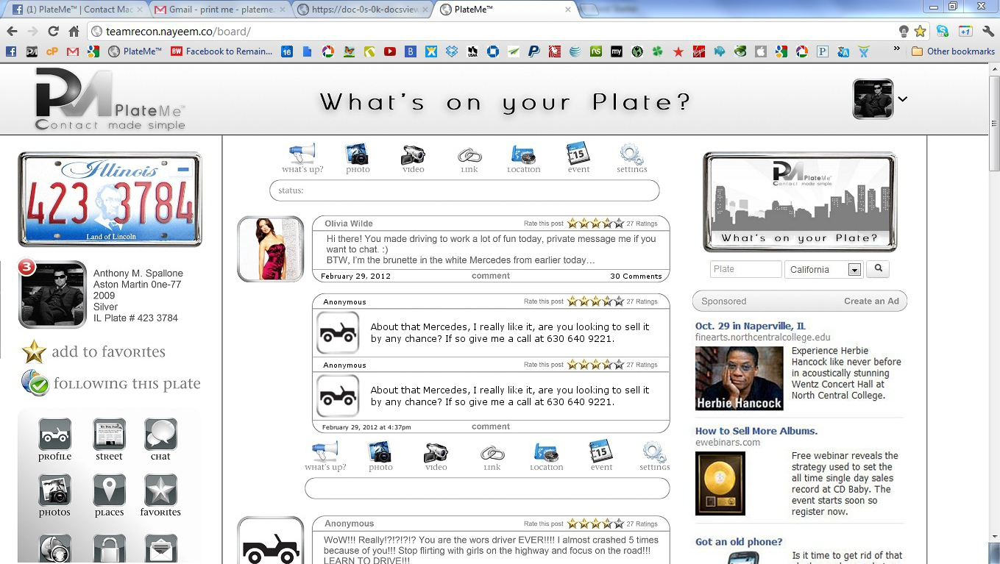 (1) PlateMe™ | Contact Mad
Gmail - print me - plateme.
https://doc-0s-0k-docsview
PlateMe™
teamrecon.nayeem.co/board/
PlateMe™
BW Facebook to Remain...
16
Other bookmarks
PM PlateMe™
Contact made simple
What's on your Plate?
Illinois
423 3784
Land of Lincoln
3
Anthony M. Spallone
Aston Martin One-77
2009
Silver
IL Plate # 423 3784
add to favorites
following this plate
profile
street
chat
photos
places
favorites
what's up?
photo
video
link
location
event
settings
15
status:
Olivia Wilde
Rate this post
27 Ratings
Hi there! You made driving to work a lot of fun today, private message me if you
want to chat. :)
BTW, I'm the brunette in the white Mercedes from earlier today...
February 29, 2012
comment
30 Comments
Anonymous
Rate this post
27 Ratings
About that Mercedes, I really like it, are you looking to sell it
by any chance? If so give me a call at 630 640 9221.
Anonymous
Rate this post
27 Ratings
About that Mercedes, I really like it, are you looking to sell it
by any chance? If so give me a call at 630 640 9221.
February 29, 2012 at 4:37pm
comment
what's up?
photo
video
link
location
event
settings
15
Anonymous
Rate this post
27 Ratings
WoW!!! Really!?!?!?!? You are the wors driver EVER!!!! I almost crashed 5 times
because of you!!! Stop flirting with girls on the highway and focus on the road!!!
LEARN TO DRIVE!!!
PM PlateMe™
Contact made simple
What's on your Plate?
Plate
California
Sponsored
Create an Ad
Oct. 29 in Naperville, IL
finearts.northcentralcollege.edu
Herbie Hancock
Experience Herbie
Hancock like never before
in acoustically stunning
Wentz Concert Hall at
North Central College.
How to Sell More Albums.
ewebinars.com
Free webinar reveals the
strategy used to set the
all time single day sales
record at CD Baby. The
event starts soon so
register now.
Got an old phone?
Is it time to get rid of that